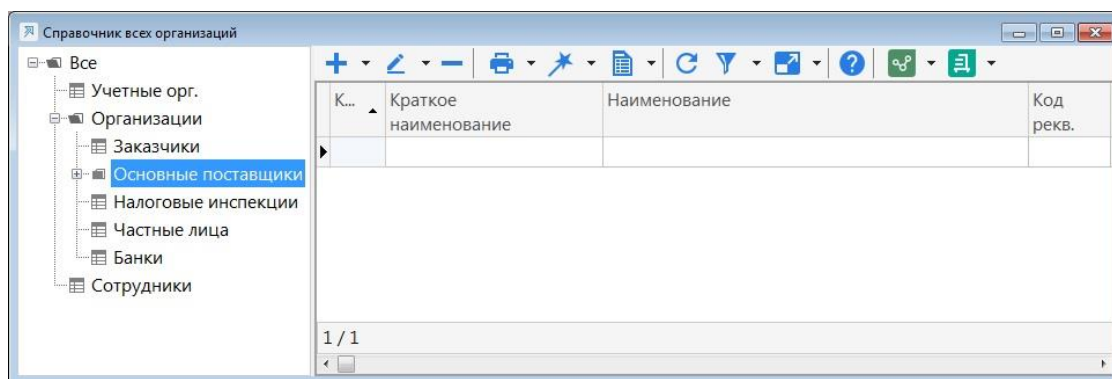 Справочник всех организаций
Все
Учетные орг.
Организации
Заказчики
Основные поставщики
Налоговые инспекции
Частные лица
Банки
Сотрудники
К...
Краткое
наименование
Наименование
Код
рекв.
1 / 1